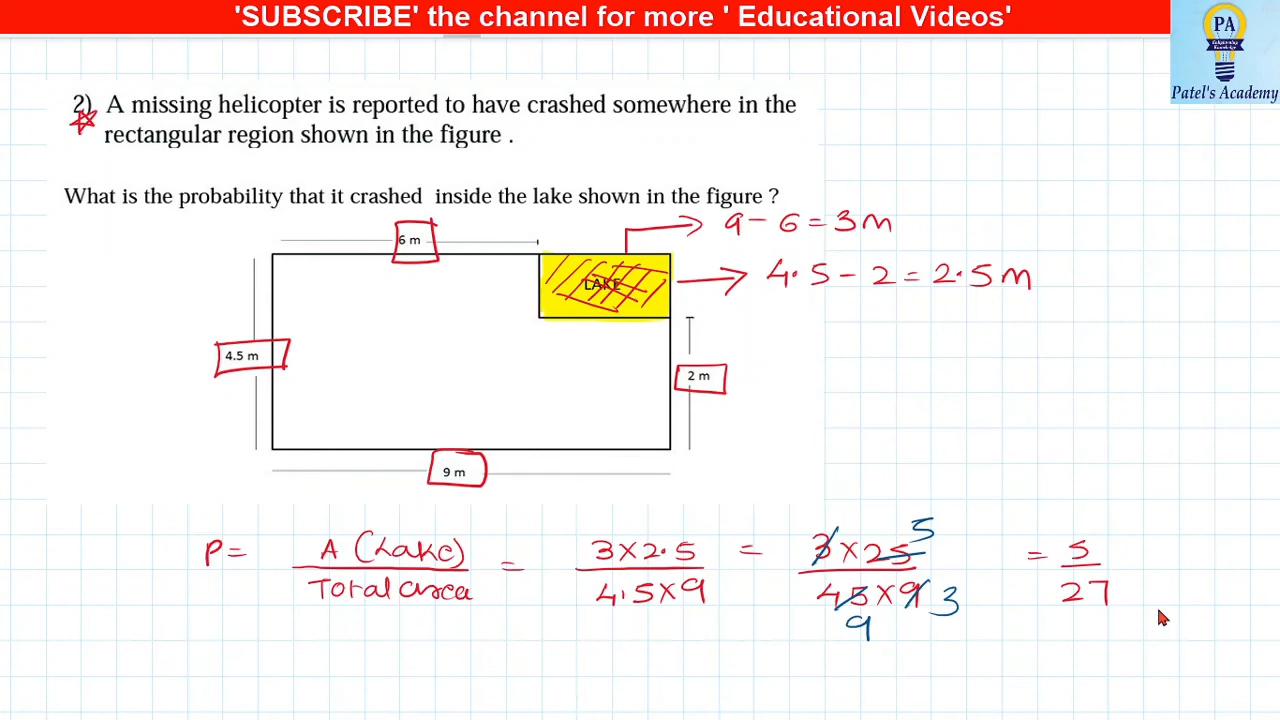 'SUBSCRIBE' the channel for more ' Educational Videos'
PA
Patel's Academy
2). A missing helicopter is reported to have crashed somewhere in the
rectangular region shown in the figure .
What is the probability that it crashed inside the lake shown in the figure ?
9 - 6 = 3 m
6 m
4.5 - 2 = 2.5 m
LAKE
4.5 m
2 m
9 m
P = A (Lake) / Total area = 3 × 2.5 / 4.5 × 9 = 3 × 25 5 / 45 9 × 9 3 = 5 / 27